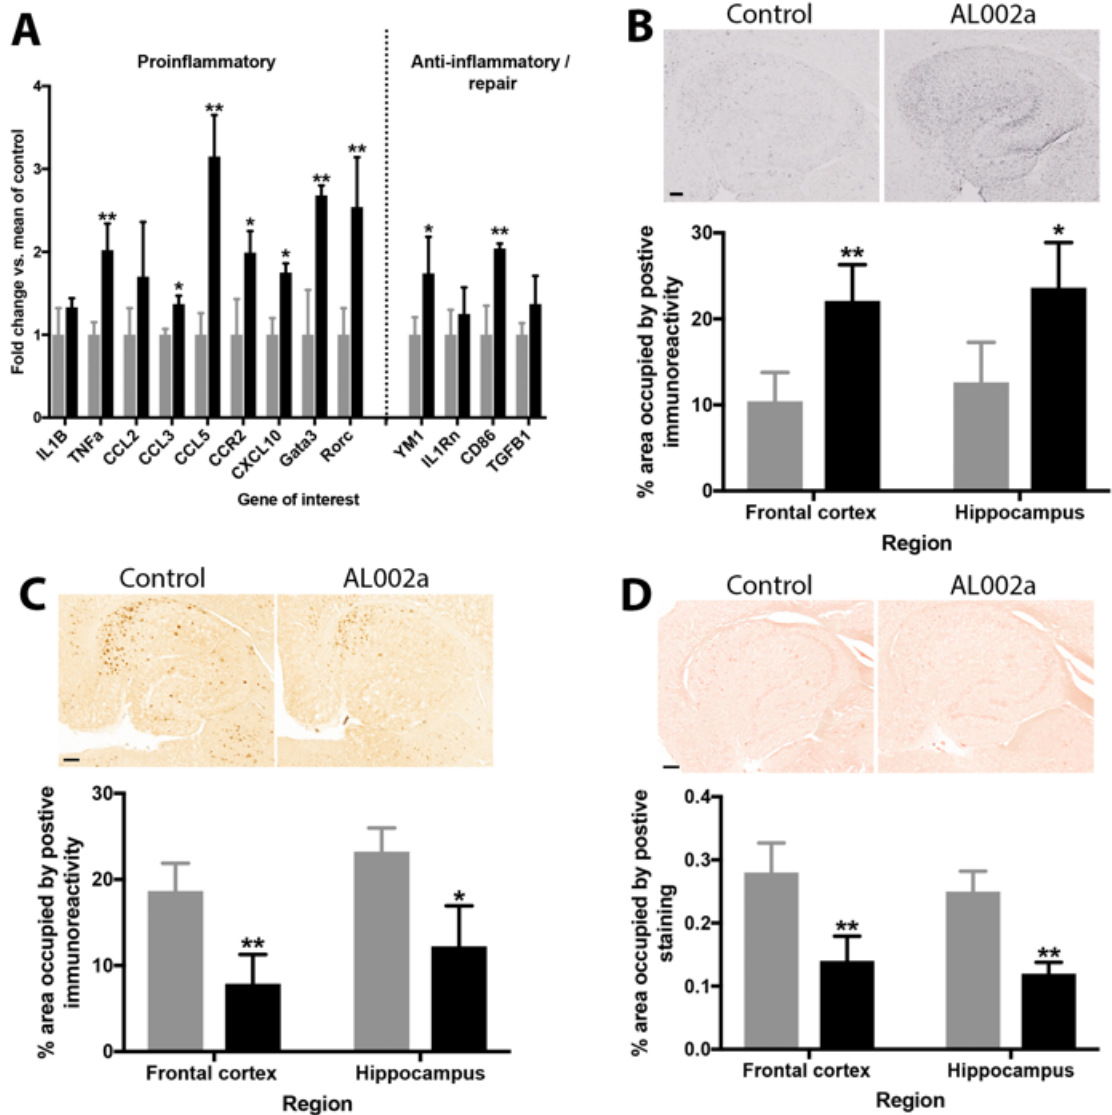 A
Proinflammatory
Anti-inflammatory /
repair
Fold change vs. mean of control
4
3
2
1
0
**
*
**
*
*
**
**
*
**
IL1B
TNFa
CCL2
CCL3
CCL5
CCR2
CXCL10
Gata3
Rorc
YM1
IL1Rn
CD86
TGFB1
Gene of interest
B
Control
AL002a
% area occupied by postive
immunoreactivity
30
20
10
0
**
*
Frontal cortex
Hippocampus
Region
C
Control
AL002a
% area occupied by postive
immunoreactivity
30
20
10
0
**
*
Frontal cortex
Hippocampus
Region
D
Control
AL002a
% area occupied by postive
staining
0.4
0.3
0.2
0.1
0.0
**
**
Frontal cortex
Hippocampus
Region